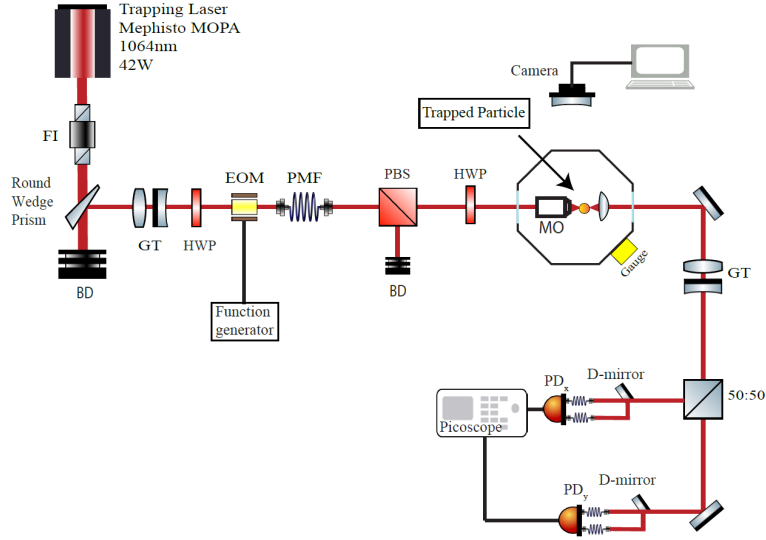 Trapping Laser
Mephisto MOPA
1064nm
42W
Camera
Trapped Particle
FI
Round
Wedge
Prism
EOM
PMF
PBS
HWP
GT
HWP
MO
BD
BD
Gauge
GT
Function
generator
D-mirror
PDx
50:50
Picoscope
D-mirror
PDy